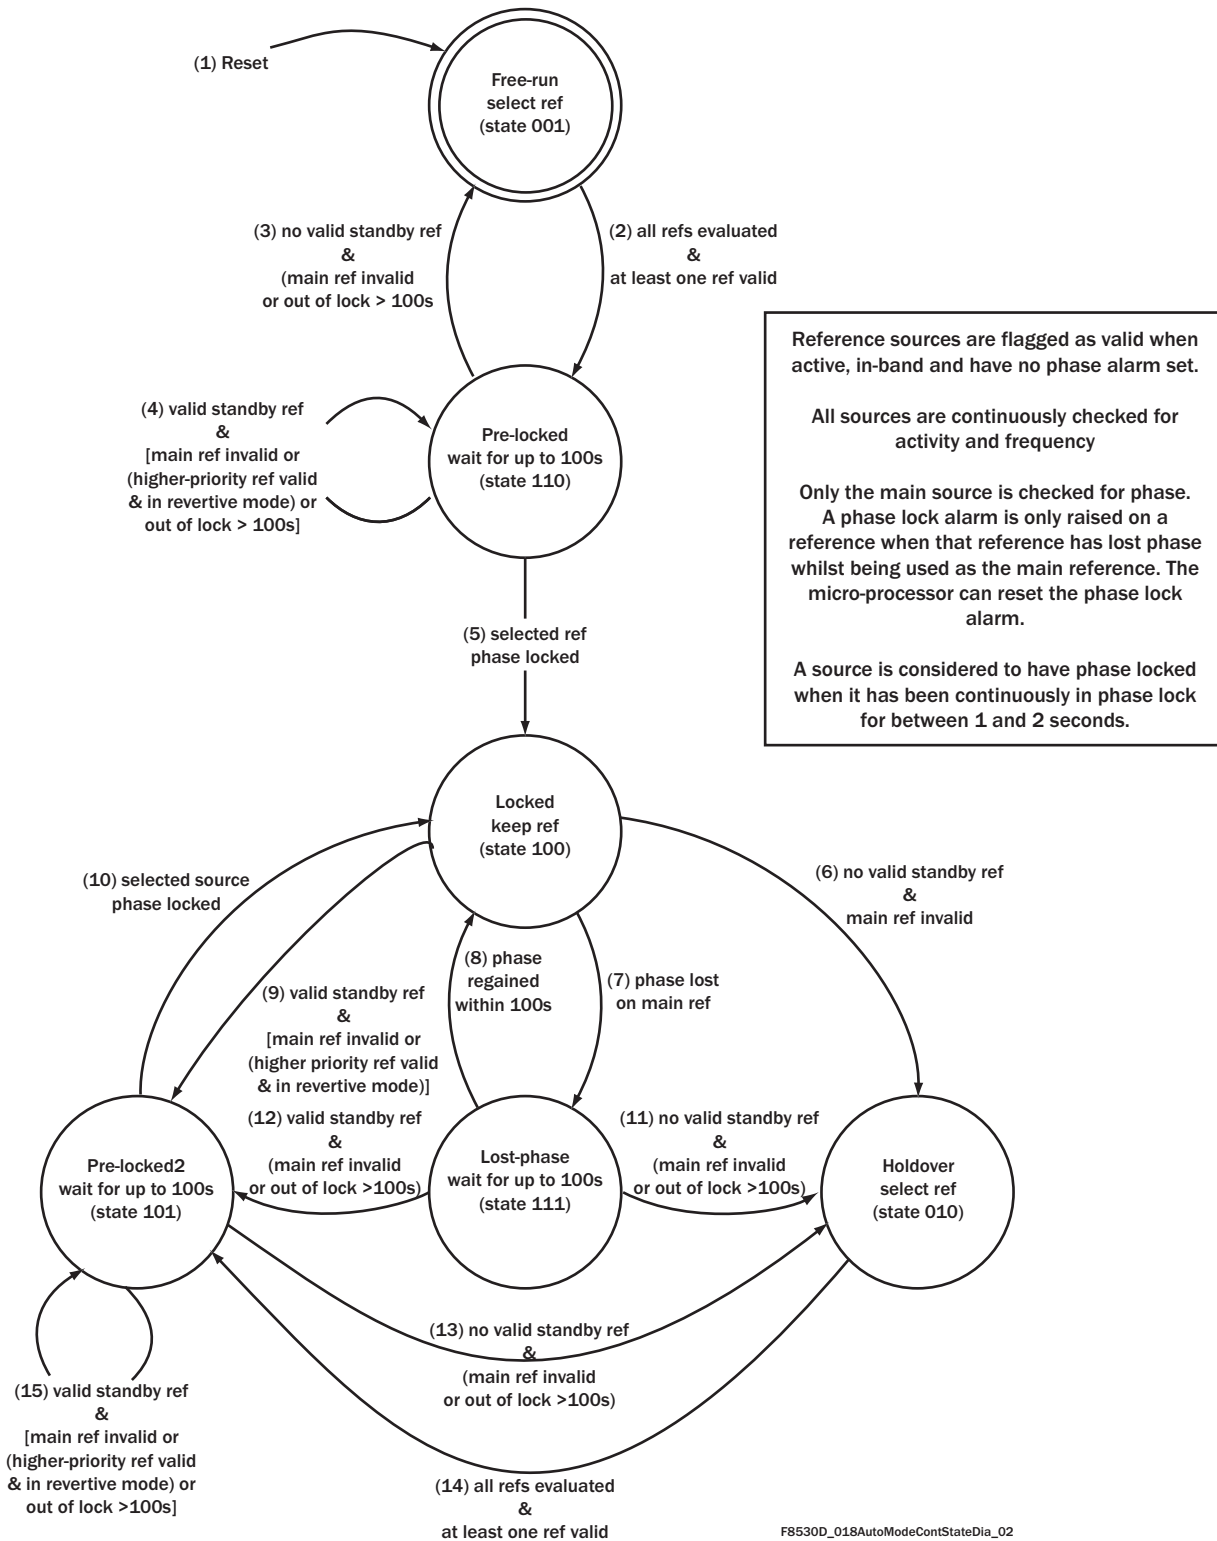 (1) Reset
Free-run
select ref
(state 001)
(3) no valid standby ref
&
(main ref invalid
or out of lock > 100s
(2) all refs evaluated
&
at least one ref valid
Reference sources are flagged as valid when
active, in-band and have no phase alarm set.
All sources are continuously checked for
activity and frequency
Only the main source is checked for phase.
A phase lock alarm is only raised on a
reference when that reference has lost phase
whilst being used as the main reference. The
micro-processor can reset the phase lock
alarm.
A source is considered to have phase locked
when it has been continuously in phase lock
for between 1 and 2 seconds.
(4) valid standby ref
&
[main ref invalid or
(higher-priority ref valid
& in revertive mode) or
out of lock > 100s]
Pre-locked
wait for up to 100s
(state 110)
(5) selected ref
phase locked
Locked
keep ref
(state 100)
(10) selected source
phase locked
(6) no valid standby ref
&
main ref invalid
(8) phase
regained
within 100s
(7) phase lost
on main ref
(9) valid standby ref
&
[main ref invalid or
(higher priority ref valid
& in revertive mode)]
(12) valid standby ref
&
(main ref invalid
or out of lock >100s)
(11) no valid standby ref
&
(main ref invalid
or out of lock >100s)
Pre-locked2
wait for up to 100s
(state 101)
Lost-phase
wait for up to 100s
(state 111)
Holdover
select ref
(state 010)
(13) no valid standby ref
&
(main ref invalid
or out of lock >100s)
(15) valid standby ref
&
[main ref invalid or
(higher-priority ref valid
& in revertive mode) or
out of lock >100s]
(14) all refs evaluated
&
at least one ref valid
F8530D_018AutoModeContStateDia_02